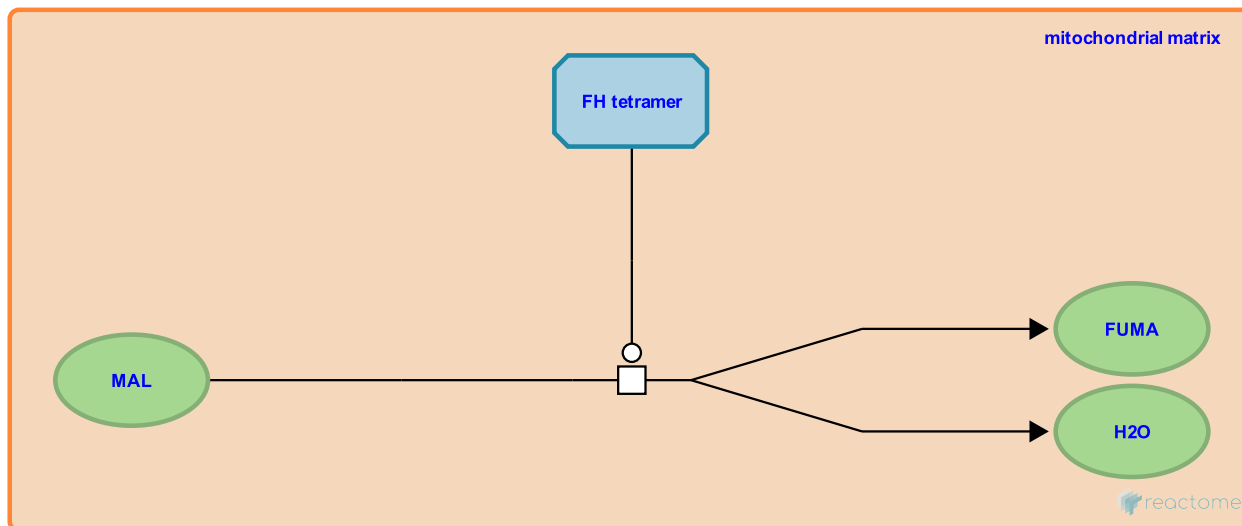 mitochondrial matrix
FH tetramer
MAL
FUMA
H2O
reactome